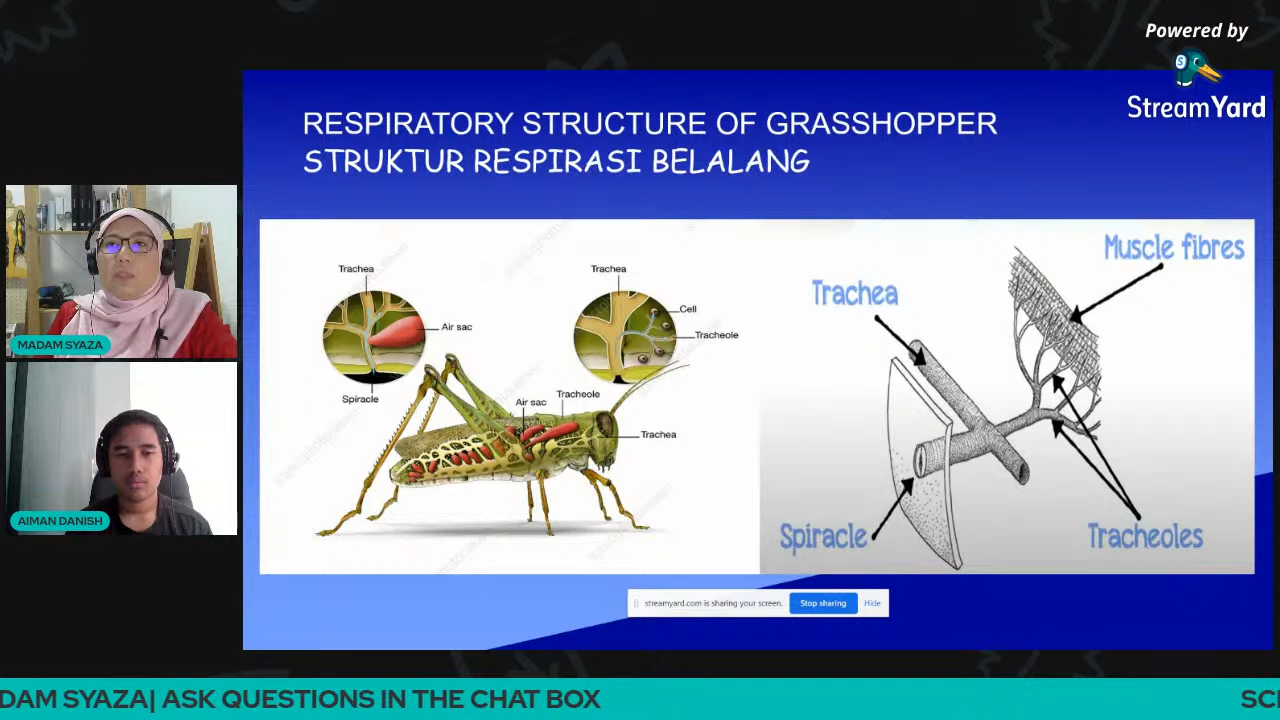 Powered by
StreamYard
RESPIRATORY STRUCTURE OF GRASSHOPPER
STRUKTUR RESPIRASI BELALANG
Trachea
Air sac
Spiracle
Trachea
Cell
Tracheole
Air sac
Tracheole
Trachea
Trachea
Muscle fibres
Spiracle
Tracheoles
MADAM SYAZA
AIMAN DANISH
streamyard.com is sharing your screen.
Stop sharing
Hide
DAM SYAZA| ASK QUESTIONS IN THE CHAT BOX
SCI